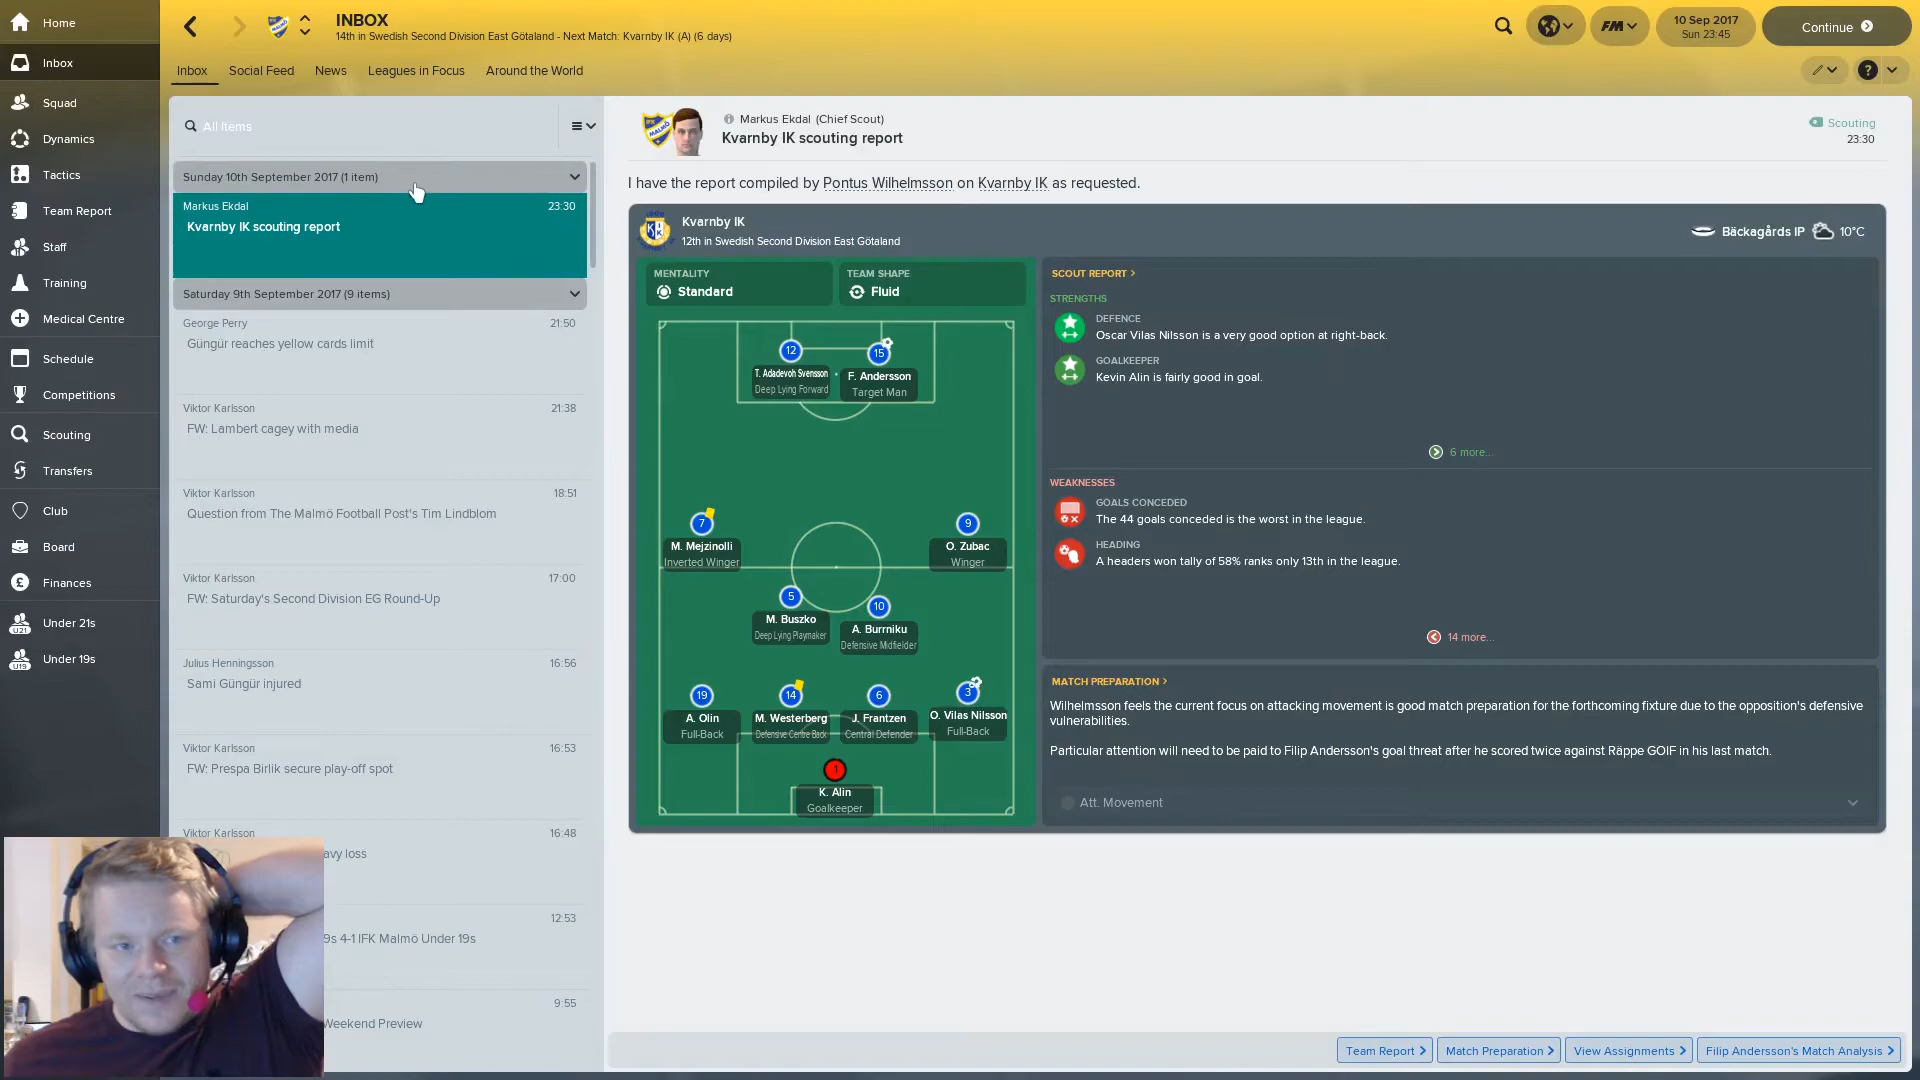 Home
Inbox
Squad
Dynamics
Tactics
Team Report
Staff
Training
Medical Centre
Schedule
Competitions
Scouting
Transfers
Club
Board
Finances
U21
Under 21s
U19
Under 19s
INBOX
14th in Swedish Second Division East Götaland - Next Match: Kvarnby IK (A) (6 days)
FM
10 Sep 2017
Sun 23:45
Continue
Inbox
Social Feed
News
Leagues in Focus
Around the World
?
All Items
Sunday 10th September 2017 (1 item)
Markus Ekdal
23:30
Kvarnby IK scouting report
Saturday 9th September 2017 (9 items)
George Perry
21:50
Güngür reaches yellow cards limit
Viktor Karlsson
21:38
FW: Lambert cagey with media
Viktor Karlsson
18:51
Question from The Malmö Football Post's Tim Lindblom
Viktor Karlsson
17:00
FW: Saturday's Second Division EG Round-Up
Julius Henningsson
16:56
Sami Güngür injured
Viktor Karlsson
16:53
FW: Prespa Birlik secure play-off spot
Viktor Karlsson
16:48
avy loss
12:53
9s 4-1 IFK Malmö Under 19s
9:55
Weekend Preview
MALMÖ
Markus Ekdal (Chief Scout)
Kvarnby IK scouting report
Scouting
23:30
I have the report compiled by Pontus Wilhelmsson on Kvarnby IK as requested.
Kvarnby IK
12th in Swedish Second Division East Götaland
Bäckagårds IP
10°C
MENTALITY
Standard
TEAM SHAPE
Fluid
12
T. Adadevoh Svensson
Deep Lying Forward
15
F. Andersson
Target Man
7
M. Mejzinolli
Inverted Winger
9
O. Zubac
Winger
5
M. Buszko
Deep Lying Playmaker
10
A. Burrniku
Defensive Midfielder
19
A. Olin
Full-Back
14
M. Westerberg
Defensive Centre Back
6
J. Frantzen
Central Defender
3
O. Vilas Nilsson
Full-Back
1
K. Alin
Goalkeeper
SCOUT REPORT >
STRENGTHS
DEFENCE
Oscar Vilas Nilsson is a very good option at right-back.
GOALKEEPER
Kevin Alin is fairly good in goal.
6 more...
WEAKNESSES
GOALS CONCEDED
The 44 goals conceded is the worst in the league.
HEADING
A headers won tally of 58% ranks only 13th in the league.
14 more...
MATCH PREPARATION >
Wilhelmsson feels the current focus on attacking movement is good match preparation for the forthcoming fixture due to the opposition's defensive
vulnerabilities.
Particular attention will need to be paid to Filip Andersson's goal threat after he scored twice against Räppe GOIF in his last match.
Att. Movement
Team Report >
Match Preparation >
View Assignments >
Filip Andersson's Match Analysis >